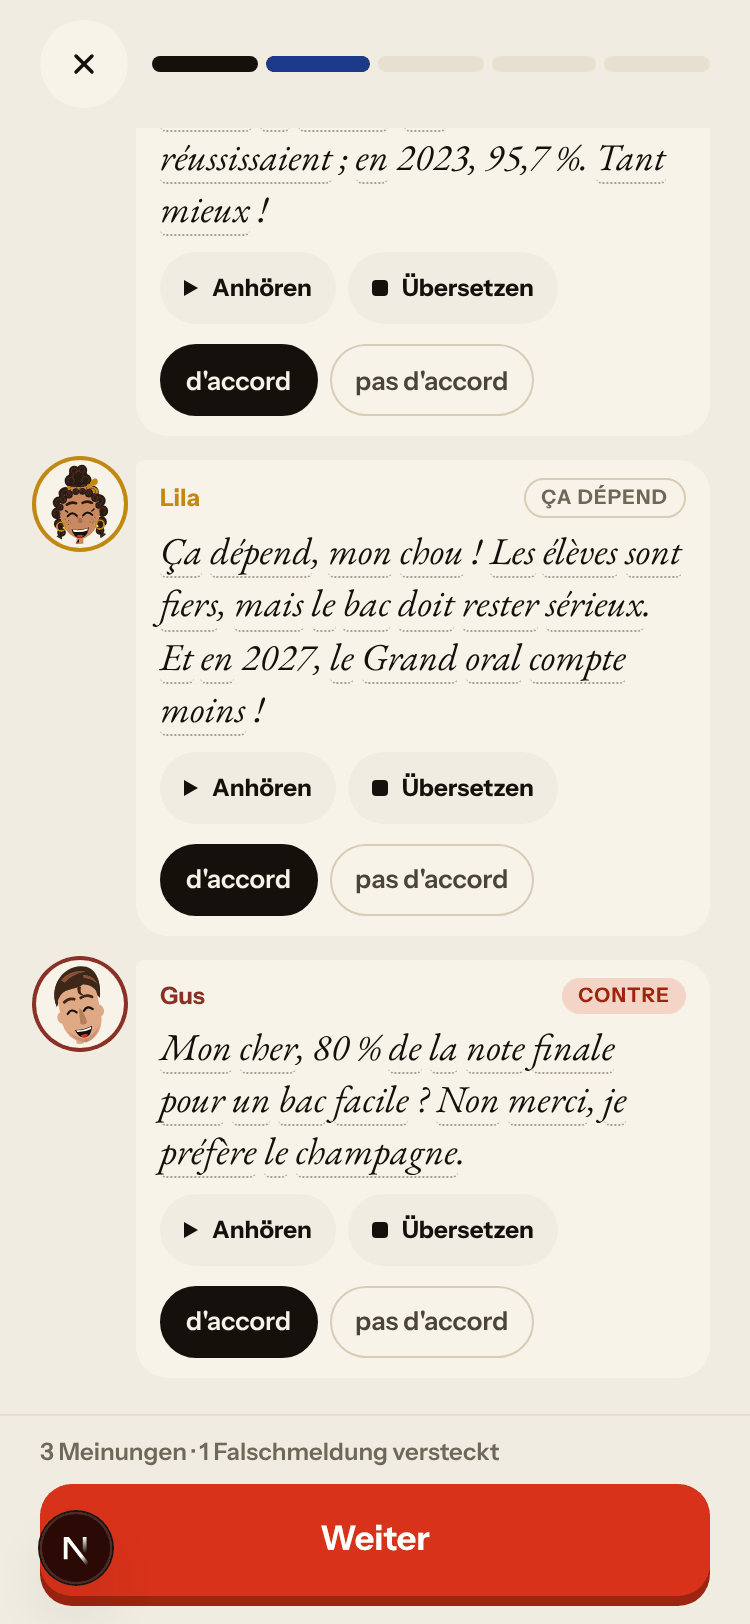 réussissaient ; en 2023, 95,7 %. Tant
mieux !
Anhören
Übersetzen
d'accord
pas d'accord
Lila
ÇA DÉPEND
Ça dépend, mon chou ! Les élèves sont
fiers, mais le bac doit rester sérieux.
Et en 2027, le Grand oral compte
moins !
Anhören
Übersetzen
d'accord
pas d'accord
Gus
CONTRE
Mon cher, 80 % de la note finale
pour un bac facile ? Non merci, je
préfère le champagne.
Anhören
Übersetzen
d'accord
pas d'accord
3 Meinungen · 1 Falschmeldung versteckt
Weiter
N